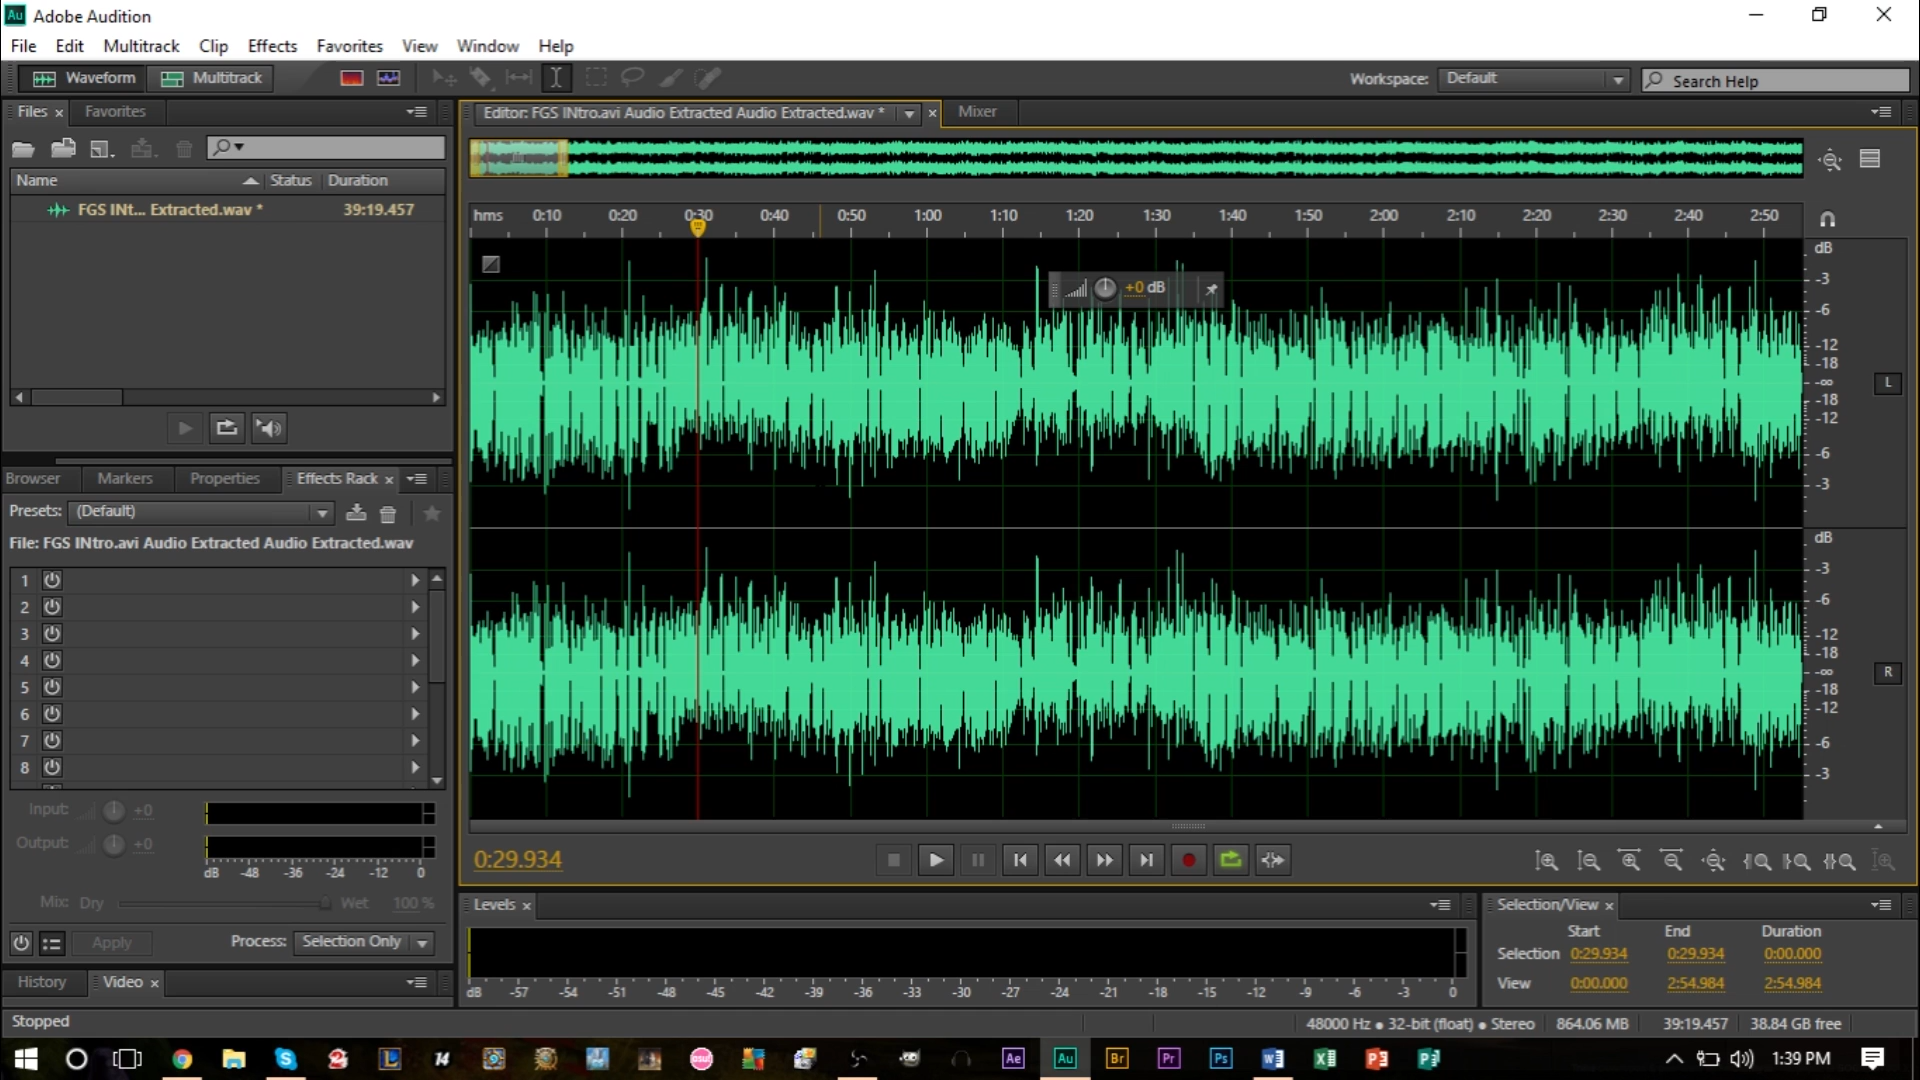 Au Adobe Audition
File Edit Multitrack Clip Effects Favorites View Window Help
Waveform Multitrack Workspace: Default Search Help
Files × Favorites
Editor: FGS INtro.avi Audio Extracted Audio Extracted.wav * × Mixer
Name Status Duration
FGS INt... Extracted.wav * 39:19.457
hms 0:10 0:20 0:30 0:40 0:50 1:00 1:10 1:20 1:30 1:40 1:50 2:00 2:10 2:20 2:30 2:40 2:50
+0 dB
dB
-3
-6
-12
-18
-∞
-18
-12
-6
-3
L
dB
-3
-6
-12
-18
-∞
-18
-12
-6
-3
R
Browser Markers Properties Effects Rack ×
Presets: (Default)
File: FGS INtro.avi Audio Extracted Audio Extracted.wav
1
2
3
4
5
6
7
8
Input: +0
Output: +0
dB -48 -36 -24 -12 0
Mix: Dry Wet 100 %
Apply Process: Selection Only
History Video ×
0:29.934
Levels ×
dB -57 -54 -51 -48 -45 -42 -39 -36 -33 -30 -27 -24 -21 -18 -15 -12 -9 -6 -3 0
Selection/View ×
Start End Duration
Selection 0:29.934 0:29.934 0:00.000
View 0:00.000 2:54.984 2:54.984
Stopped
48000 Hz ● 32-bit (float) ● Stereo 864.06 MB 39:19.457 38.84 GB free
14 osu! Ae Au Br Pr Ps 1:39 PM